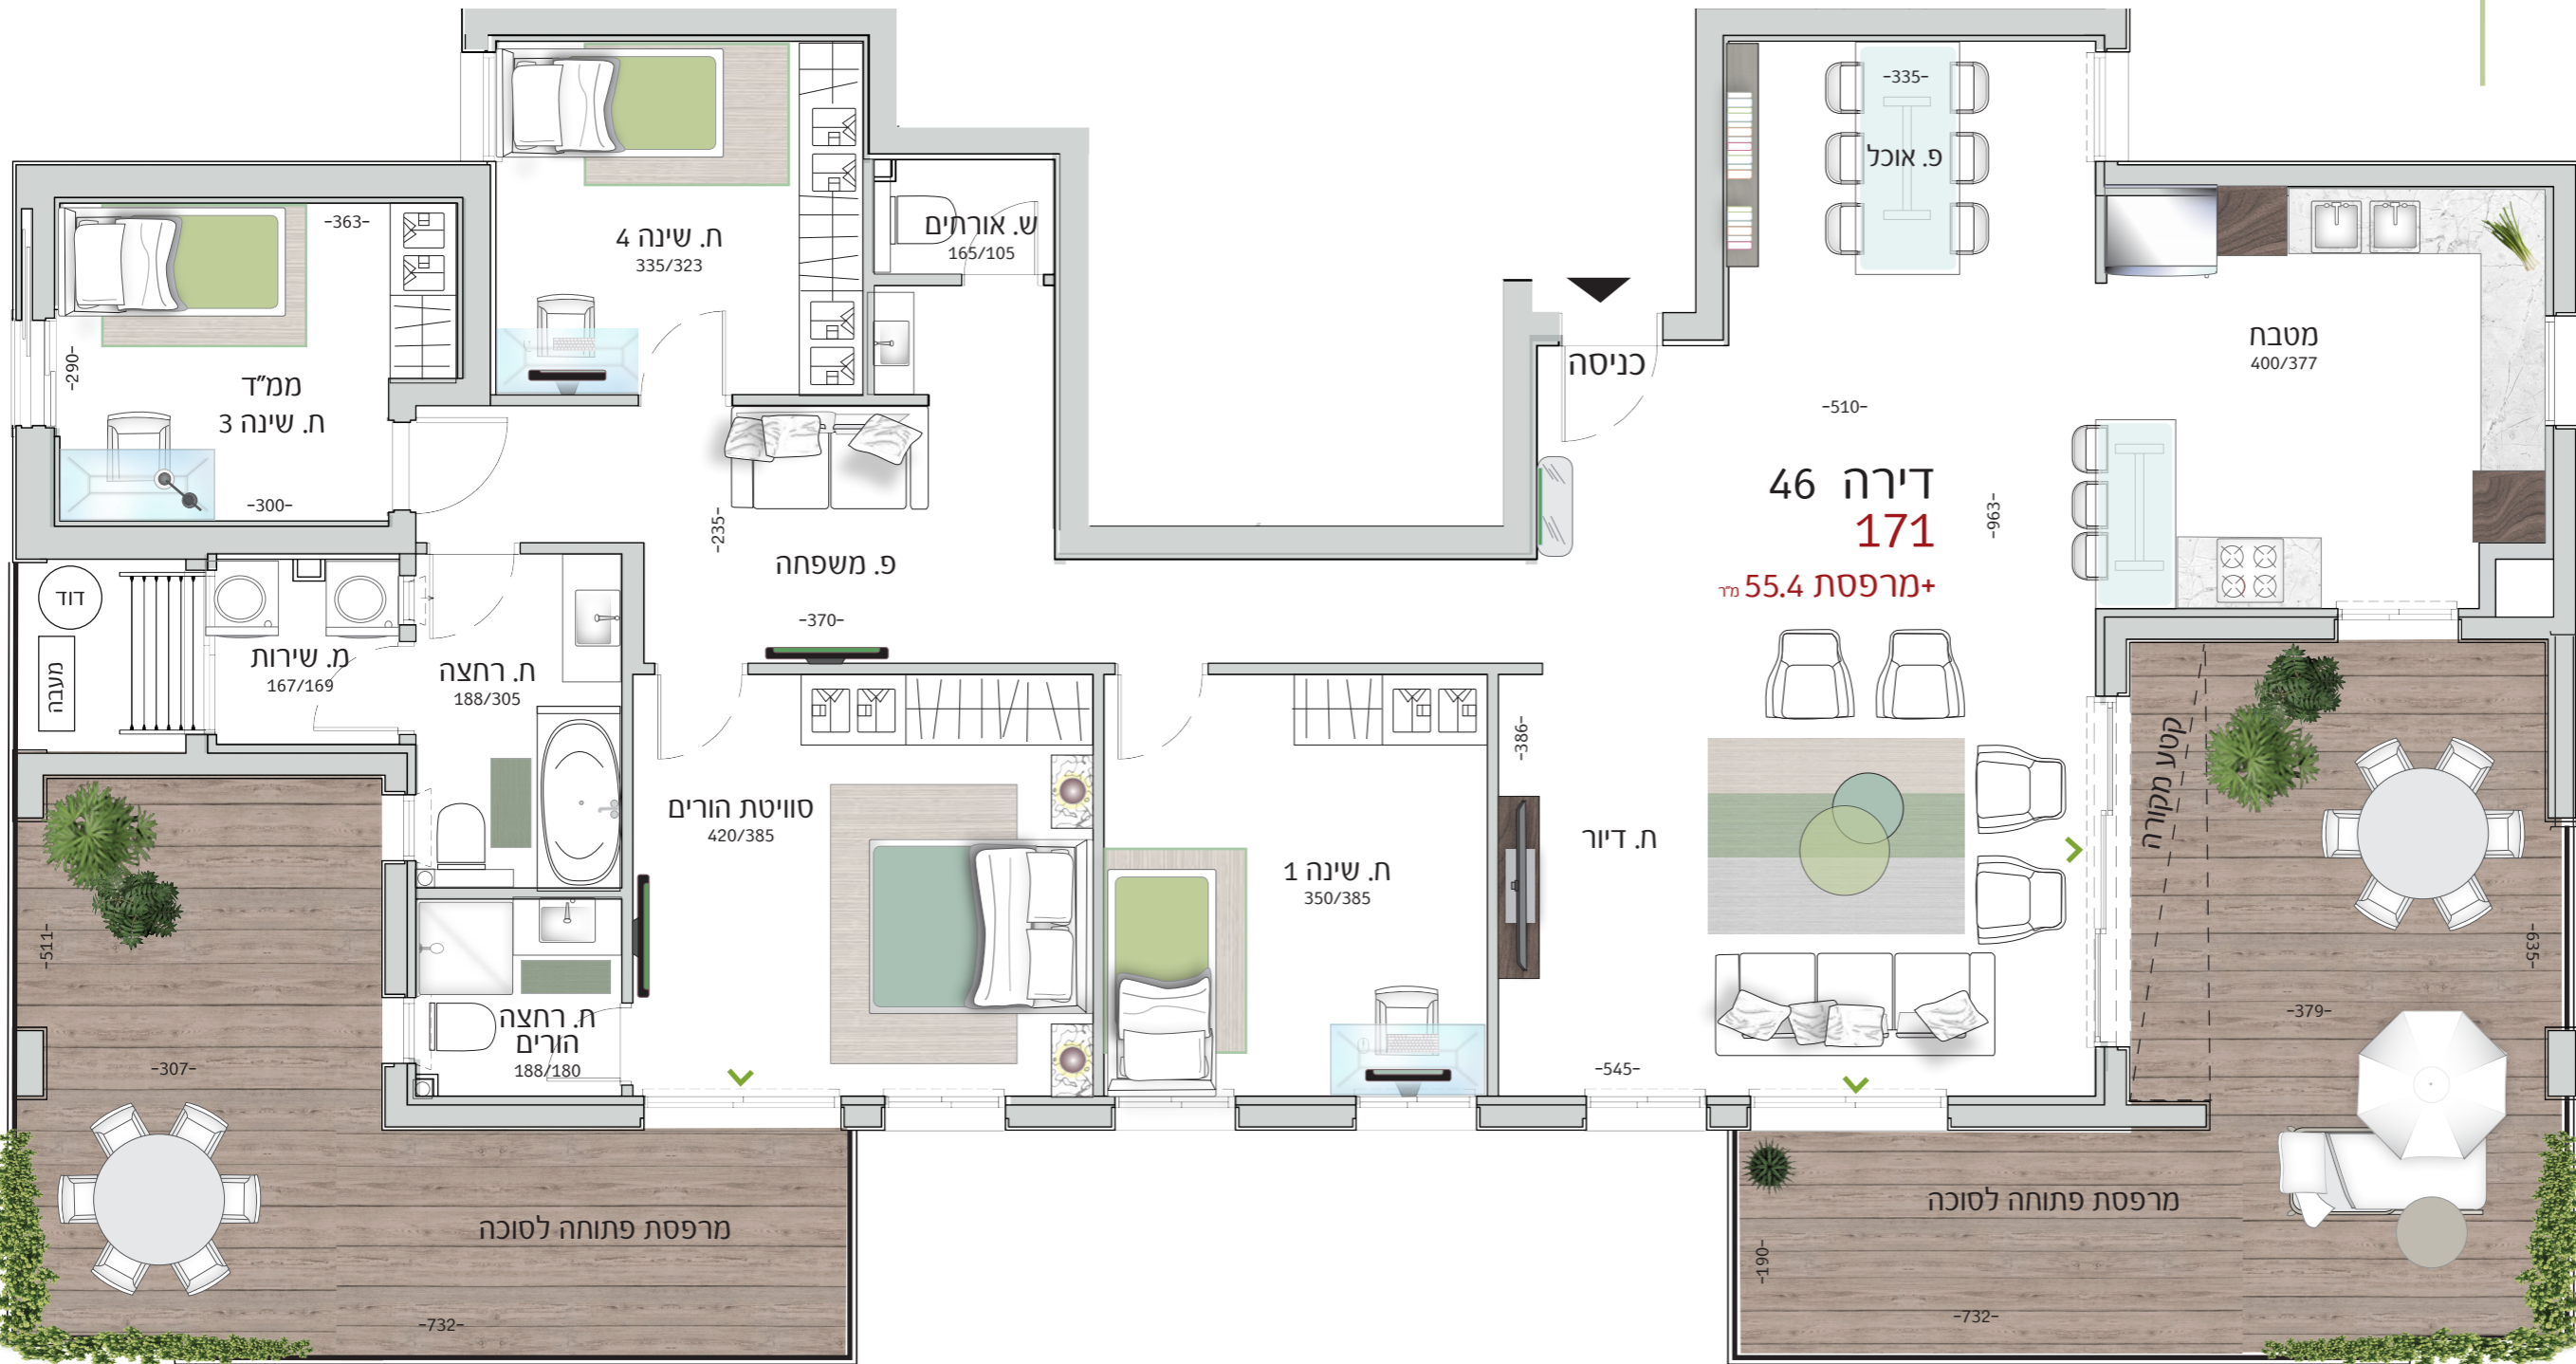 -335-
פ. אוכל
מטבח
400/377
כניסה
-510-
דירה 46
171
+מרפסת 55.4 מ"ר
-963-
ח. שינה 4
335/323
ש. אורחים
165/105
-363-
-290-
ממ"ד
ח. שינה 3
-300-
-235-
פ. משפחה
-370-
דוד
מעבה
מ. שירות
167/169
ח. רחצה
188/305
סוויטת הורים
420/385
ח. שינה 1
350/385
-386-
ח. דיור
-545-
קטע מקורה
-635-
-379-
ח. רחצה
הורים
188/180
-511-
-307-
מרפסת פתוחה לסוכה
-732-
מרפסת פתוחה לסוכה
-190-
-732-